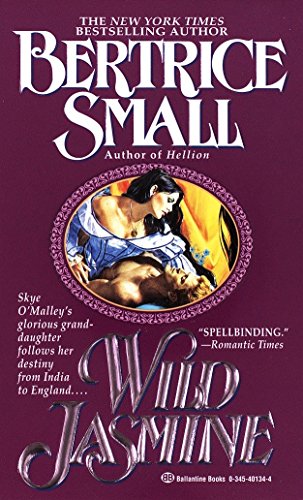 THE NEW YORK TIMES
BESTSELLING AUTHOR
BERTRICE
SMALL
Author of Hellion
Skye
O'Malley's
glorious grand-
daughter
follows her
destiny
from India
to England....
"SPELLBINDING."
—Romantic Times
WILD
JASMINE
BB
Ballantine Books 0-345-40134-4